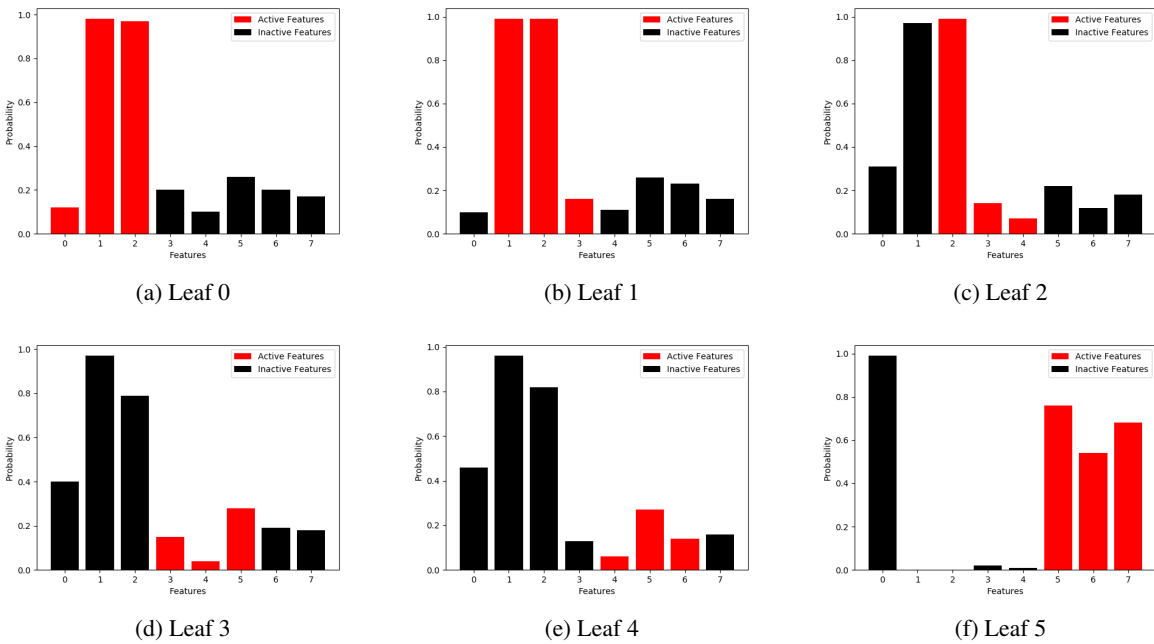 1.0
0.8
0.6
0.4
0.2
0.0
Probability
Active Features
Inactive Features
0 1 2 3 4 5 6 7
Features
(a) Leaf 0
1.0
0.8
0.6
0.4
0.2
0.0
Probability
Active Features
Inactive Features
0 1 2 3 4 5 6 7
Features
(b) Leaf 1
1.0
0.8
0.6
0.4
0.2
0.0
Probability
Active Features
Inactive Features
0 1 2 3 4 5 6 7
Features
(c) Leaf 2
1.0
0.8
0.6
0.4
0.2
0.0
Probability
Active Features
Inactive Features
0 1 2 3 4 5 6 7
Features
(d) Leaf 3
1.0
0.8
0.6
0.4
0.2
0.0
Probability
Active Features
Inactive Features
0 1 2 3 4 5 6 7
Features
(e) Leaf 4
1.0
0.8
0.6
0.4
0.2
0.0
Probability
Active Features
Inactive Features
0 1 2 3 4 5 6 7
Features
(f) Leaf 5